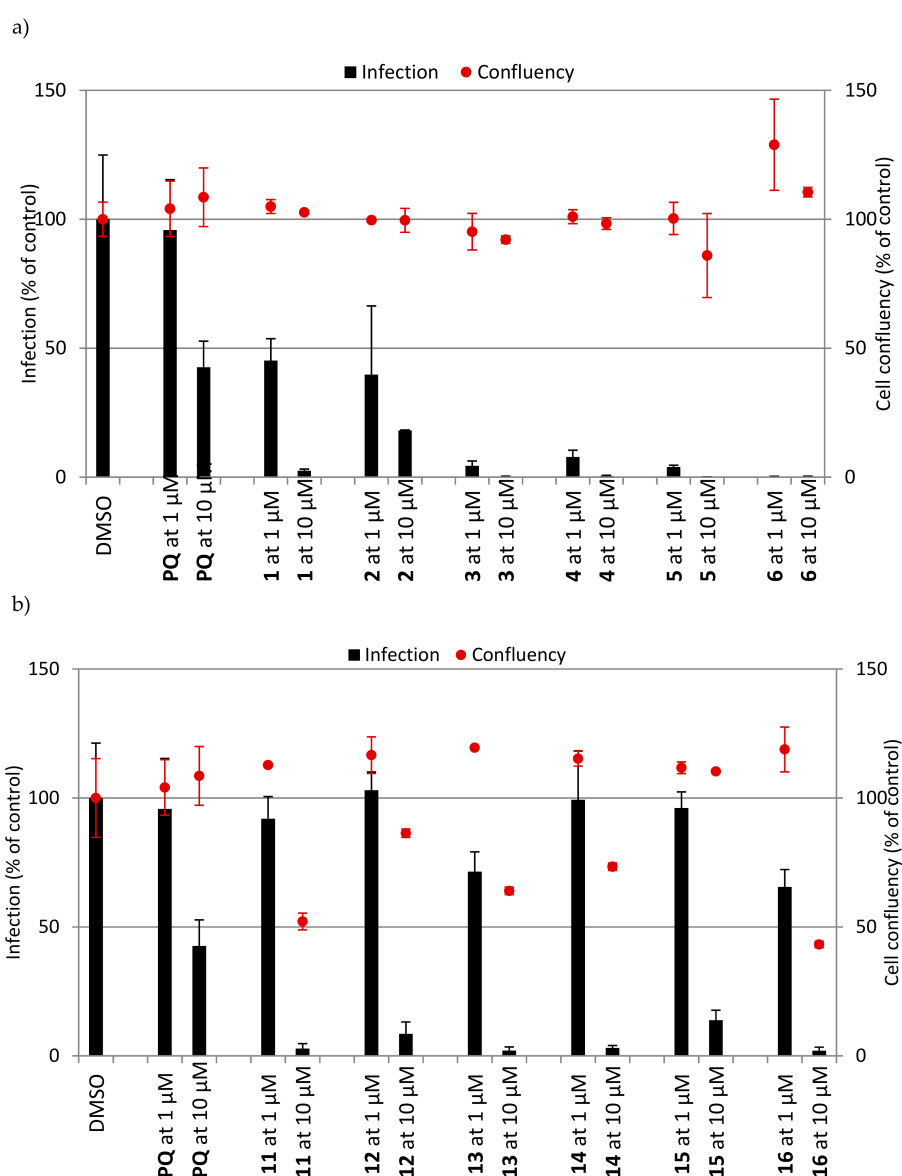 a)
Infection Confluency
150 150
100 100
50 50
0 0
Infection (% of control)
Cell confluency (% of control)
DMSO
PQ at 1 µM
PQ at 10 µM
1 at 1 µM
1 at 10 µM
2 at 1 µM
2 at 10 µM
3 at 1 µM
3 at 10 µM
4 at 1 µM
4 at 10 µM
5 at 1 µM
5 at 10 µM
6 at 1 µM
6 at 10 µM
b)
Infection Confluency
150 150
100 100
50 50
0 0
Infection (% of control)
Cell confluency (% of control)
DMSO
PQ at 1 µM
PQ at 10 µM
11 at 1 µM
11 at 10 µM
12 at 1 µM
12 at 10 µM
13 at 1 µM
13 at 10 µM
14 at 1 µM
14 at 10 µM
15 at 1 µM
15 at 10 µM
16 at 1 µM
16 at 10 µM